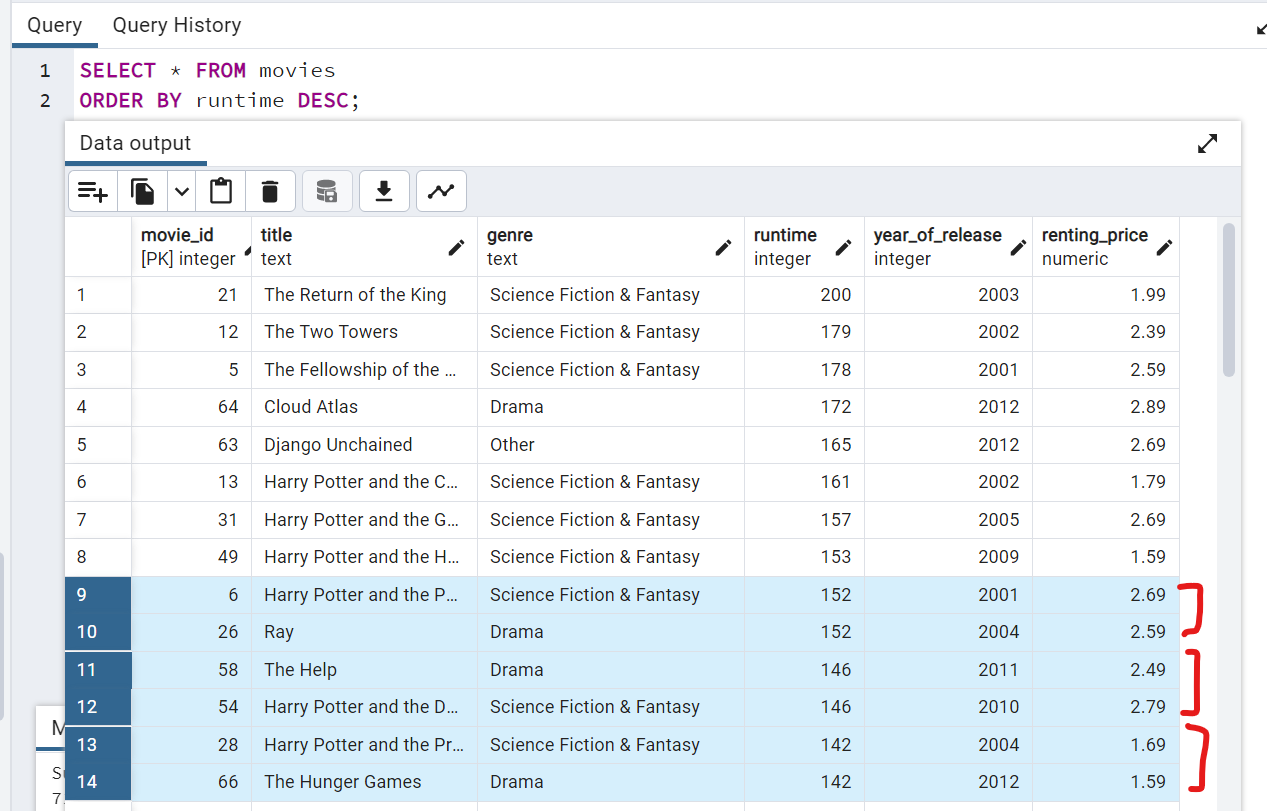 Query Query History
1 SELECT * FROM movies
2 ORDER BY runtime DESC;
Data output
movie_id title genre runtime year_of_release renting_price
[PK] integer text text integer integer numeric
1 21 The Return of the King Science Fiction & Fantasy 200 2003 1.99
2 12 The Two Towers Science Fiction & Fantasy 179 2002 2.39
3 5 The Fellowship of the ... Science Fiction & Fantasy 178 2001 2.59
4 64 Cloud Atlas Drama 172 2012 2.89
5 63 Django Unchained Other 165 2012 2.69
6 13 Harry Potter and the C... Science Fiction & Fantasy 161 2002 1.79
7 31 Harry Potter and the G... Science Fiction & Fantasy 157 2005 2.69
8 49 Harry Potter and the H... Science Fiction & Fantasy 153 2009 1.59
9 6 Harry Potter and the P... Science Fiction & Fantasy 152 2001 2.69
10 26 Ray Drama 152 2004 2.59
11 58 The Help Drama 146 2011 2.49
12 54 Harry Potter and the D... Science Fiction & Fantasy 146 2010 2.79
13 28 Harry Potter and the Pr... Science Fiction & Fantasy 142 2004 1.69
14 66 The Hunger Games Drama 142 2012 1.59